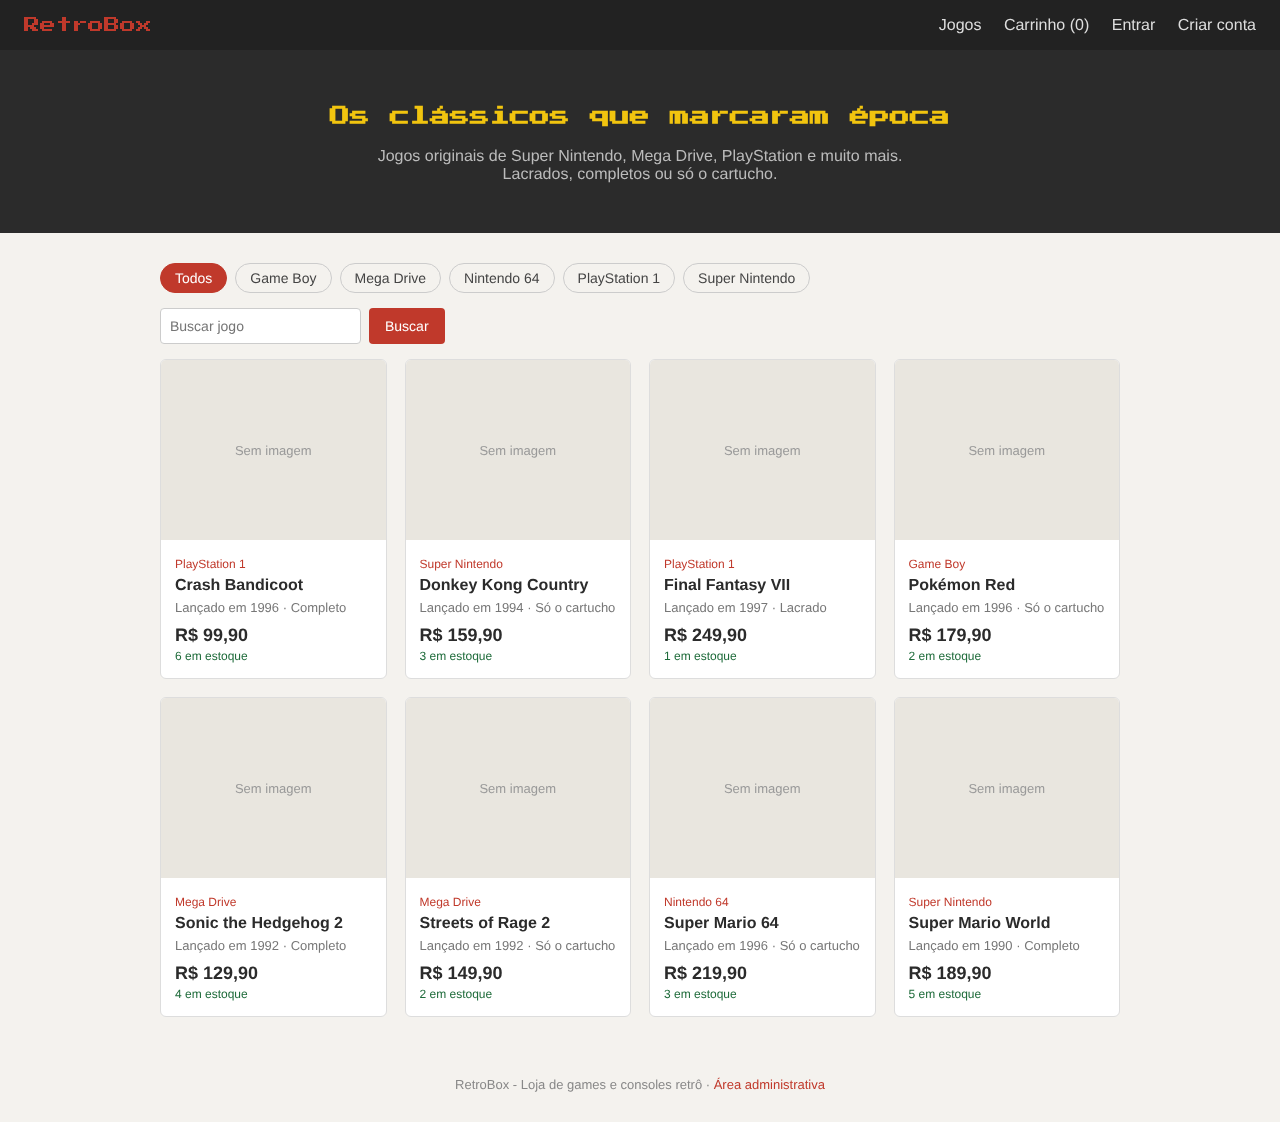 RetroBox
Jogos Carrinho (0) Entrar Criar conta
Os clássicos que marcaram época
Jogos originais de Super Nintendo, Mega Drive, PlayStation e muito mais.
Lacrados, completos ou só o cartucho.
Todos Game Boy Mega Drive Nintendo 64 PlayStation 1 Super Nintendo
Buscar jogo Buscar
Sem imagem
PlayStation 1
Crash Bandicoot
Lançado em 1996 · Completo
R$ 99,90
6 em estoque
Sem imagem
Super Nintendo
Donkey Kong Country
Lançado em 1994 · Só o cartucho
R$ 159,90
3 em estoque
Sem imagem
PlayStation 1
Final Fantasy VII
Lançado em 1997 · Lacrado
R$ 249,90
1 em estoque
Sem imagem
Game Boy
Pokémon Red
Lançado em 1996 · Só o cartucho
R$ 179,90
2 em estoque
Sem imagem
Mega Drive
Sonic the Hedgehog 2
Lançado em 1992 · Completo
R$ 129,90
4 em estoque
Sem imagem
Mega Drive
Streets of Rage 2
Lançado em 1992 · Só o cartucho
R$ 149,90
2 em estoque
Sem imagem
Nintendo 64
Super Mario 64
Lançado em 1996 · Só o cartucho
R$ 219,90
3 em estoque
Sem imagem
Super Nintendo
Super Mario World
Lançado em 1990 · Completo
R$ 189,90
5 em estoque
RetroBox - Loja de games e consoles retrô · Área administrativa